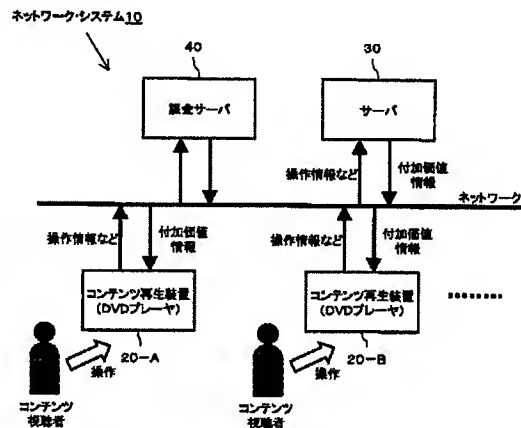 ネットワーク・システム10
40
30
課金サーバ
サーバ
操作情報など
付加価値
情報
ネットワーク
操作情報など
付加価値
情報
操作情報など
付加価値
情報
コンテンツ再生装置
(DVDプレーヤ)
コンテンツ再生装置
(DVDプレーヤ)
‥‥‥‥
操作
20-A
操作
20-B
コンテンツ
視聴者
コンテンツ
視聴者